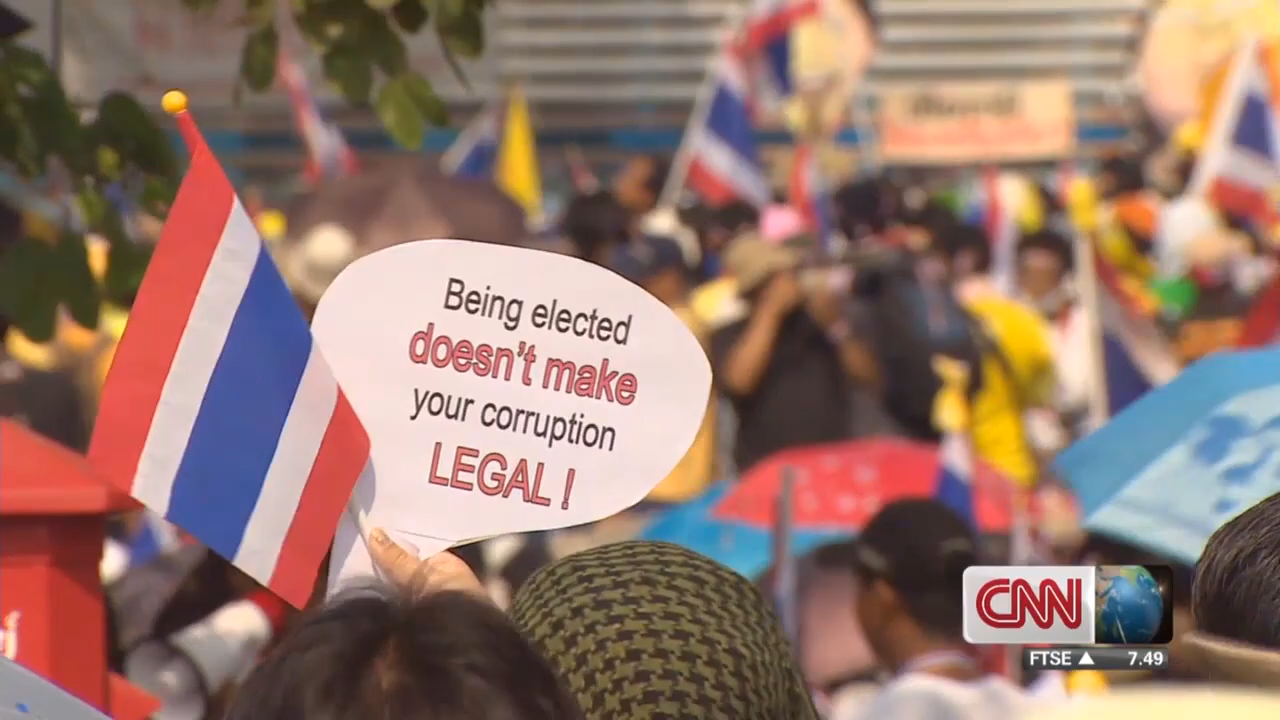 Being elected
doesn't make
your corruption
LEGAL !
CNN
FTSE ▲ 7.49